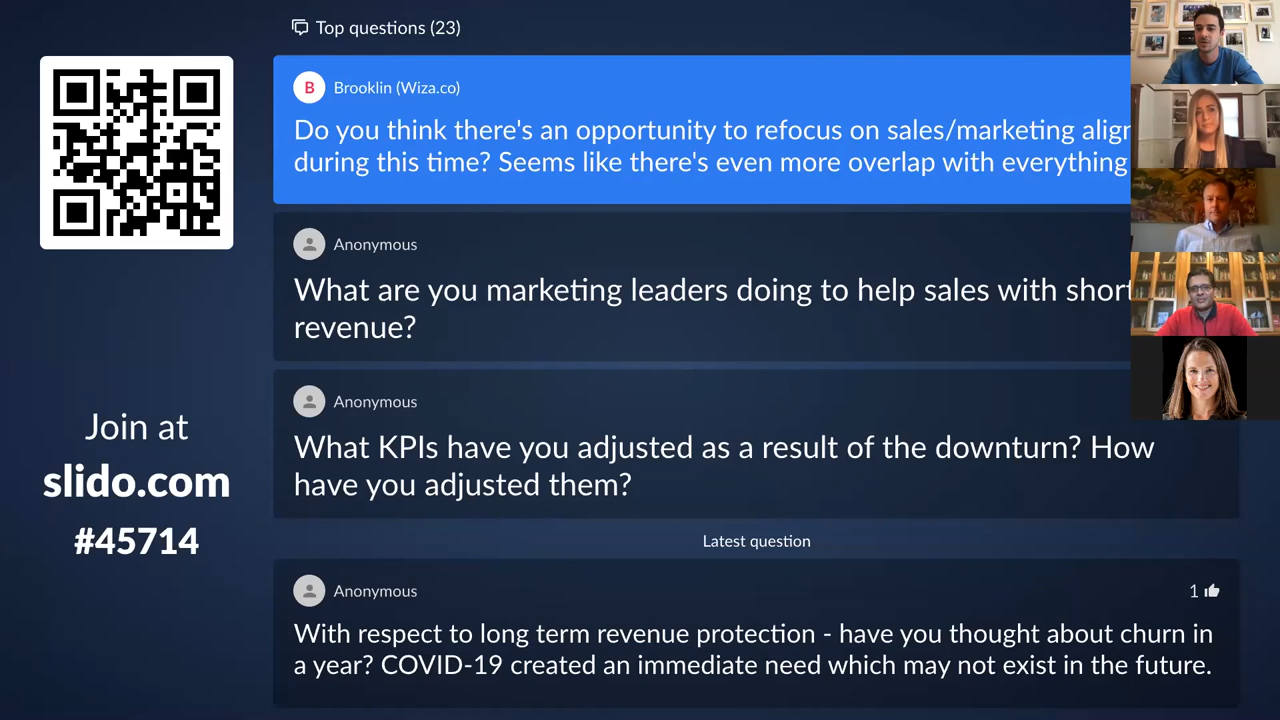 Top questions (23)
B
Brooklin (Wiza.co)
Do you think there's an opportunity to refocus on sales/marketing
during this time? Seems like there's even more overlap with everything
Anonymous
What are you marketing leaders doing to help sales with
revenue?
Anonymous
What KPIs have you adjusted as a result of the downturn? How
have you adjusted them?
Latest question
Anonymous
1
With respect to long term revenue protection - have you thought about churn in
a year? COVID-19 created an immediate need which may not exist in the future.
Join at
slido.com
#45714